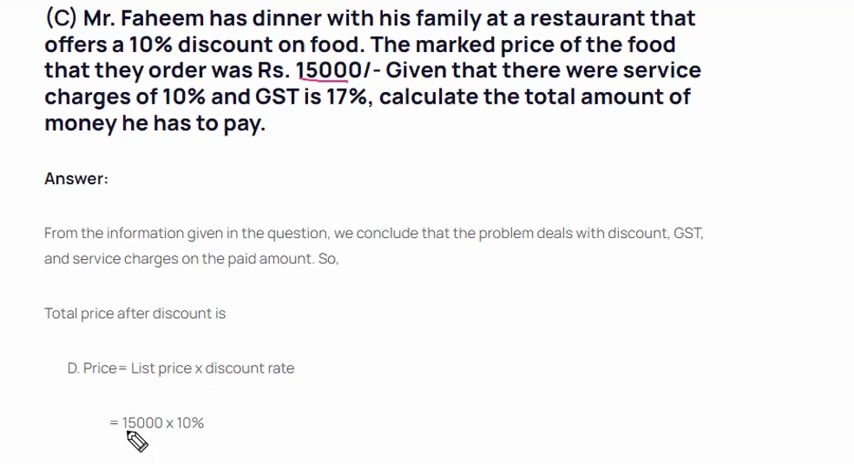 (C) Mr. Faheem has dinner with his family at a restaurant that
offers a 10% discount on food. The marked price of the food
that they order was Rs. 15000/- Given that there were service
charges of 10% and GST is 17%, calculate the total amount of
money he has to pay.
Answer:
From the information given in the question, we conclude that the problem deals with discount, GST,
and service charges on the paid amount. So,
Total price after discount is
D. Price= List price x discount rate
= 15000 x 10%